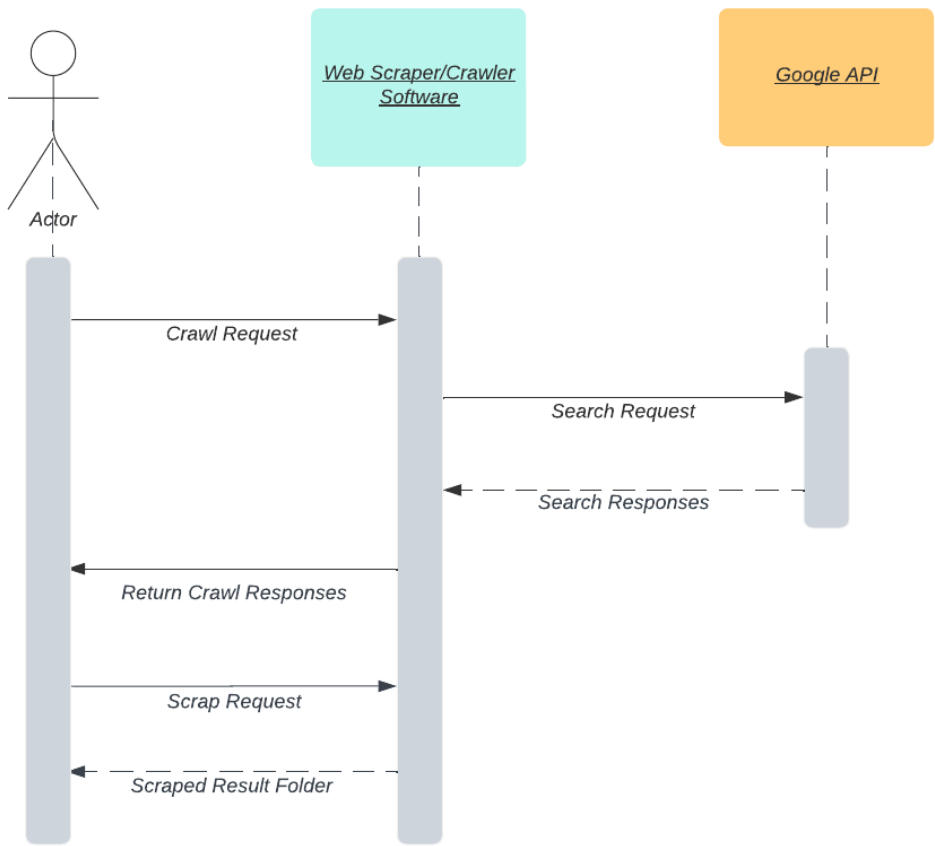 Web Scraper/Crawler
Software
Google API
Actor
Crawl Request
Search Request
Search Responses
Return Crawl Responses
Scrap Request
Scraped Result Folder